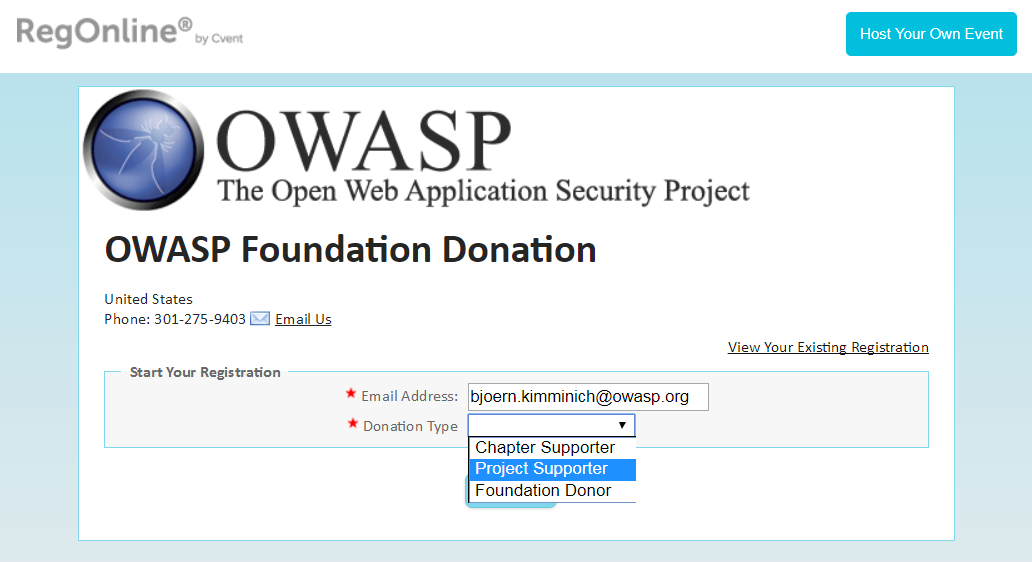 RegOnline® by Cvent
Host Your Own Event
OWASP
The Open Web Application Security Project
OWASP Foundation Donation
United States
Phone: 301-275-9403 Email Us
View Your Existing Registration
Start Your Registration
* Email Address: bjoern.kimminich@owasp.org
* Donation Type
Chapter Supporter
Project Supporter
Foundation Donor